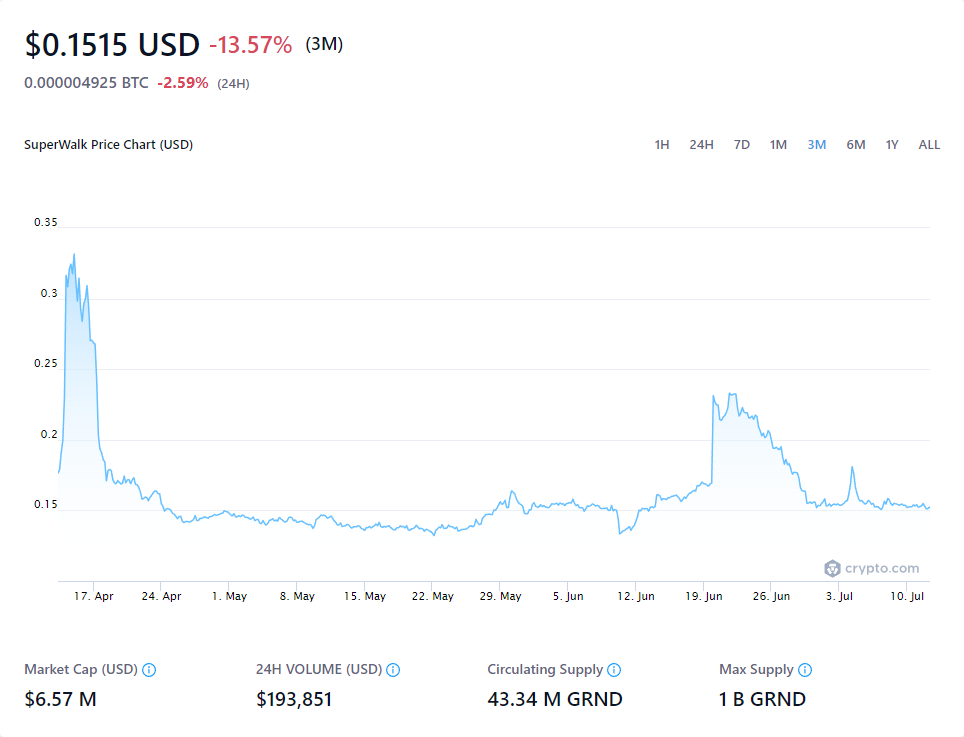 $0.1515 USD -13.57% (3M)
0.000004925 BTC -2.59% (24H)
SuperWalk Price Chart (USD) 1H 24H 7D 1M 3M 6M 1Y ALL
0.35
0.3
0.25
0.2
0.15
crypto.com
17. Apr 24. Apr 1. May 8. May 15. May 22. May 29. May 5. Jun 12. Jun 19. Jun 26. Jun 3. Jul 10. Jul
Market Cap (USD) 24H VOLUME (USD) Circulating Supply Max Supply
$6.57 M $193,851 43.34 M GRND 1 B GRND